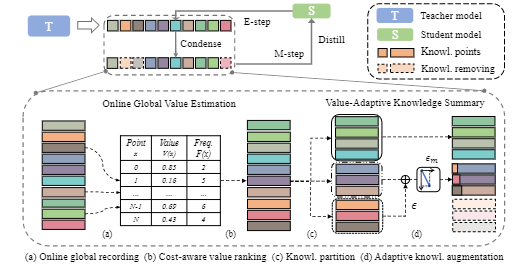 T
E-step
S
Condense
Distill
M-step
T Teacher model
S Student model
Knowl. points
Knowl. removing
Online Global Value Estimation
Value-Adaptive Knowledge Summary
Point Value Freq.
x V(x) F(x)
0 0.85 2
1 0.16 5
... ... ...
N-1 0.69 6
N 0.43 4
ϵm
ϵ
(a) (b) (c) (d)
(a) Online global recording (b) Cost-aware value ranking (c) Knowl. partition (d) Adaptive knowl. augmentation